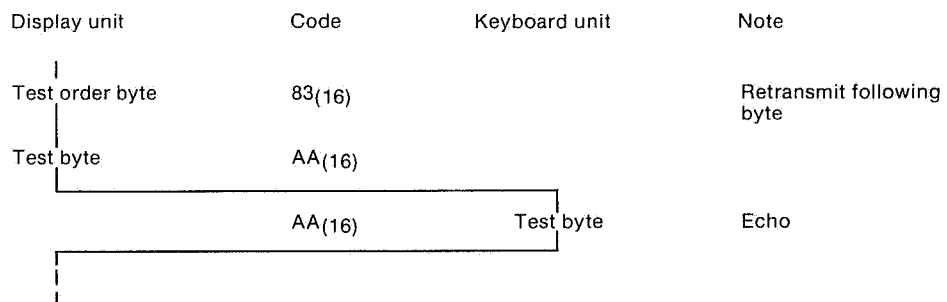 Display unit Code Keyboard unit Note
Test order byte 83(16) Retransmit following
byte
Test byte AA(16)
AA(16) Test byte Echo